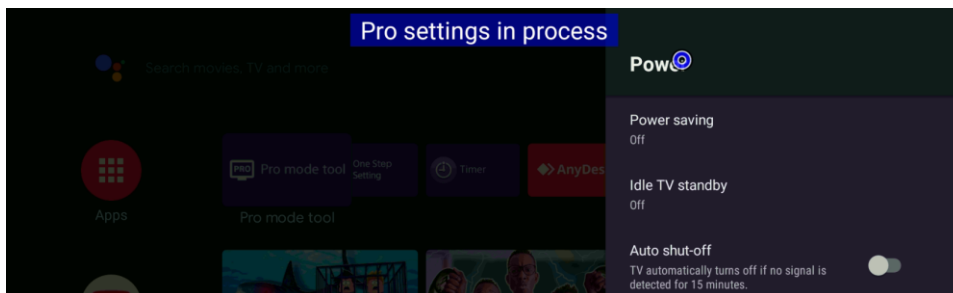 Pro settings in process
Search movies, TV and more
Power
Power saving
Off
Idle TV standby
Off
PRO
Pro mode tool
One Step
Setting
Timer
AnyDes
Apps
Pro mode tool
Auto shut-off
TV automatically turns off if no signal is
detected for 15 minutes.